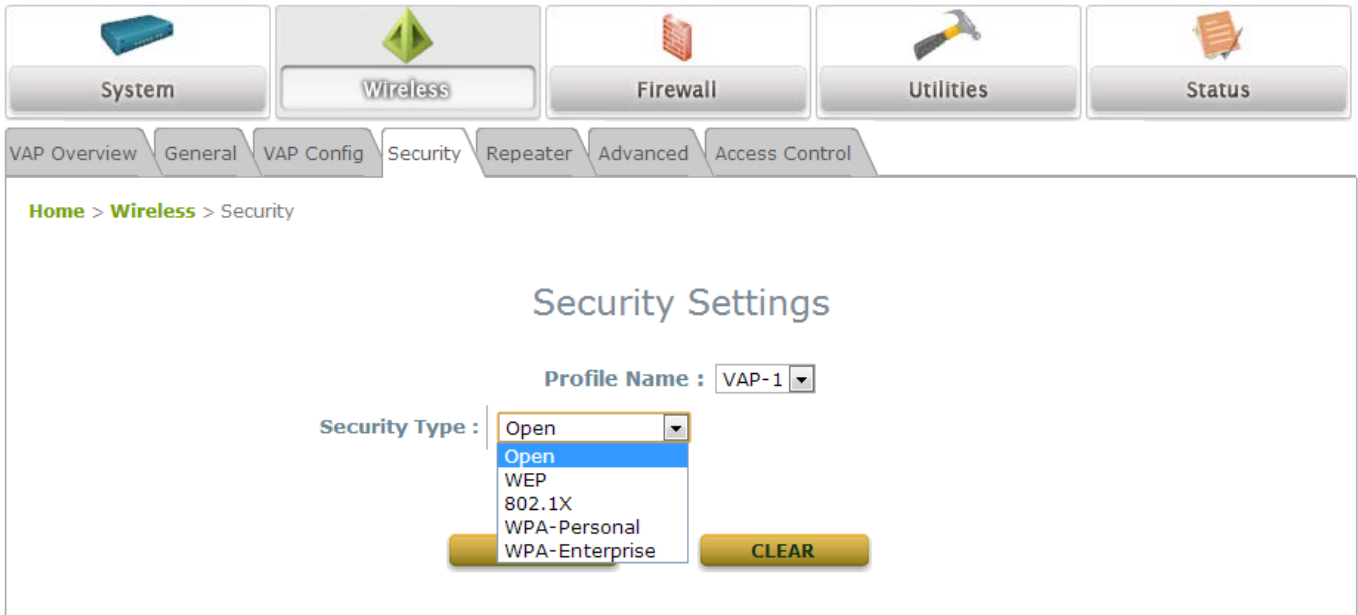 System Wireless Firewall Utilities Status
VAP Overview General VAP Config Security Repeater Advanced Access Control
Home > Wireless > Security
Security Settings
Profile Name : VAP-1
Security Type : Open
Open
WEP
802.1X
WPA-Personal
WPA-Enterprise
CLEAR